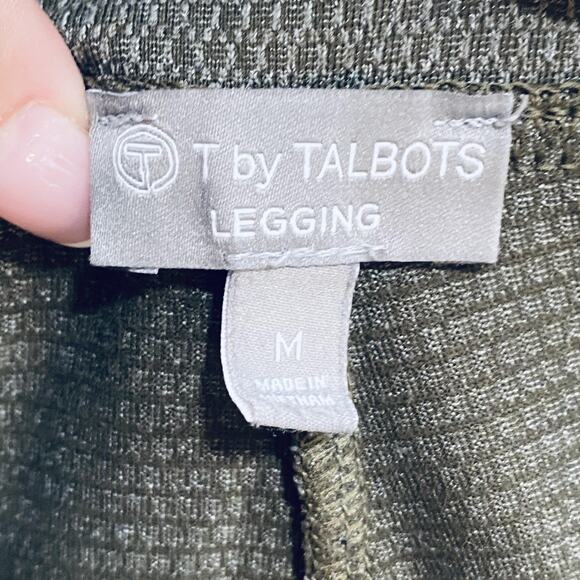 T T by TALBOTS
LEGGING
M
MADE IN
VIETNAM